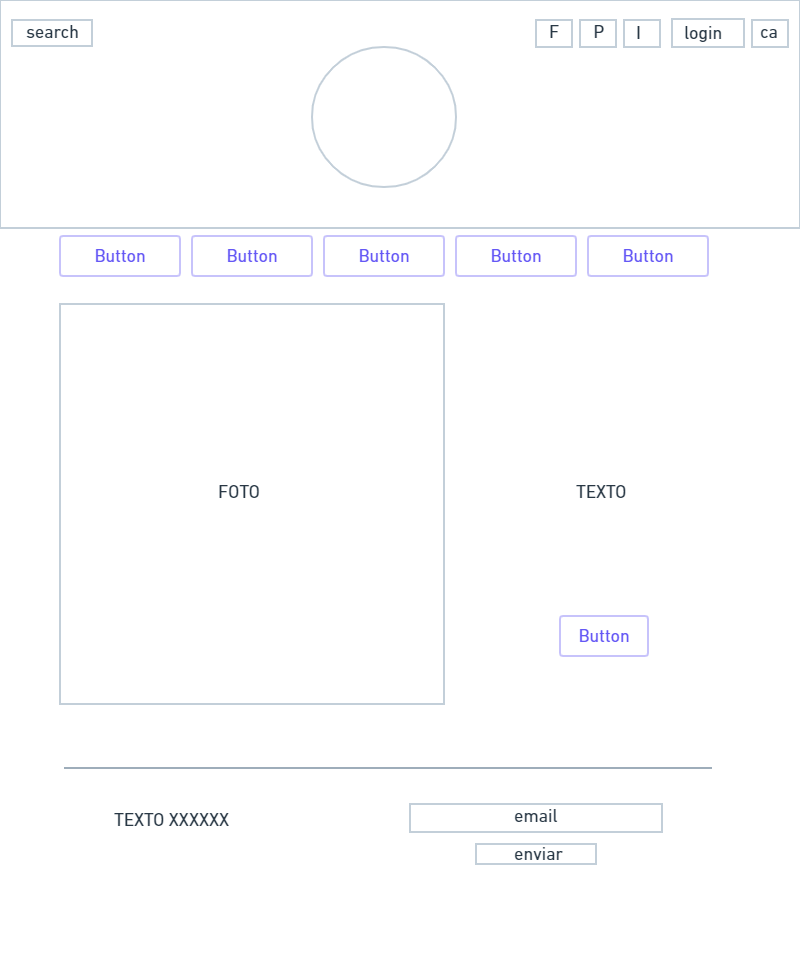 search F P I login ca
Button Button Button Button Button
FOTO TEXTO
Button
TEXTO XXXXXX email
enviar